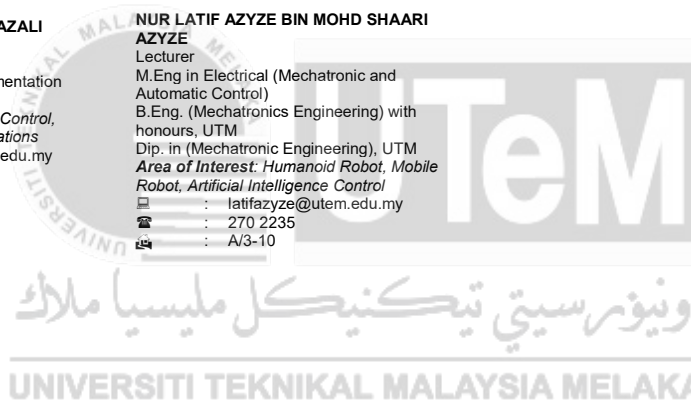 AZALI
mentation
Control,
ations
edu.my
NUR LATIF AZYZE BIN MOHD SHAARI
AZYZE
Lecturer
M.Eng in Electrical (Mechatronic and
Automatic Control)
B.Eng. (Mechatronics Engineering) with
honours, UTM
Dip. in (Mechatronic Engineering), UTM
Area of Interest: Humanoid Robot, Mobile
Robot, Artificial Intelligence Control
: latifazyze@utem.edu.my
: 270 2235
: A/3-10
MALAYSIA MELAKA
UTeM
اونيۏرسيتي تيكنيكل مليسيا ملاك
UNIVERSITI TEKNIKAL MALAYSIA MELAKA